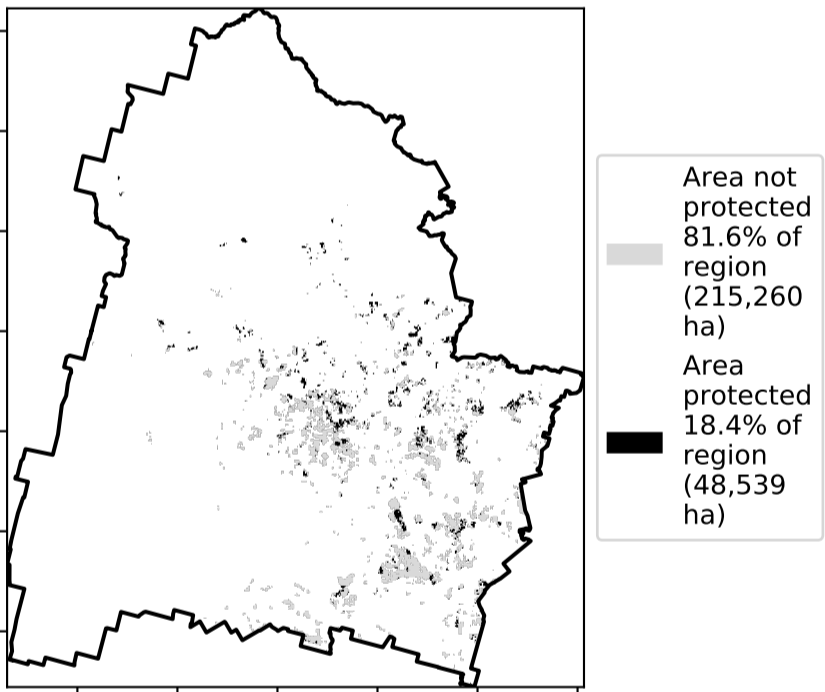 Area not
protected
81.6% of
region
(215,260
ha)
Area
protected
18.4% of
region
(48,539
ha)